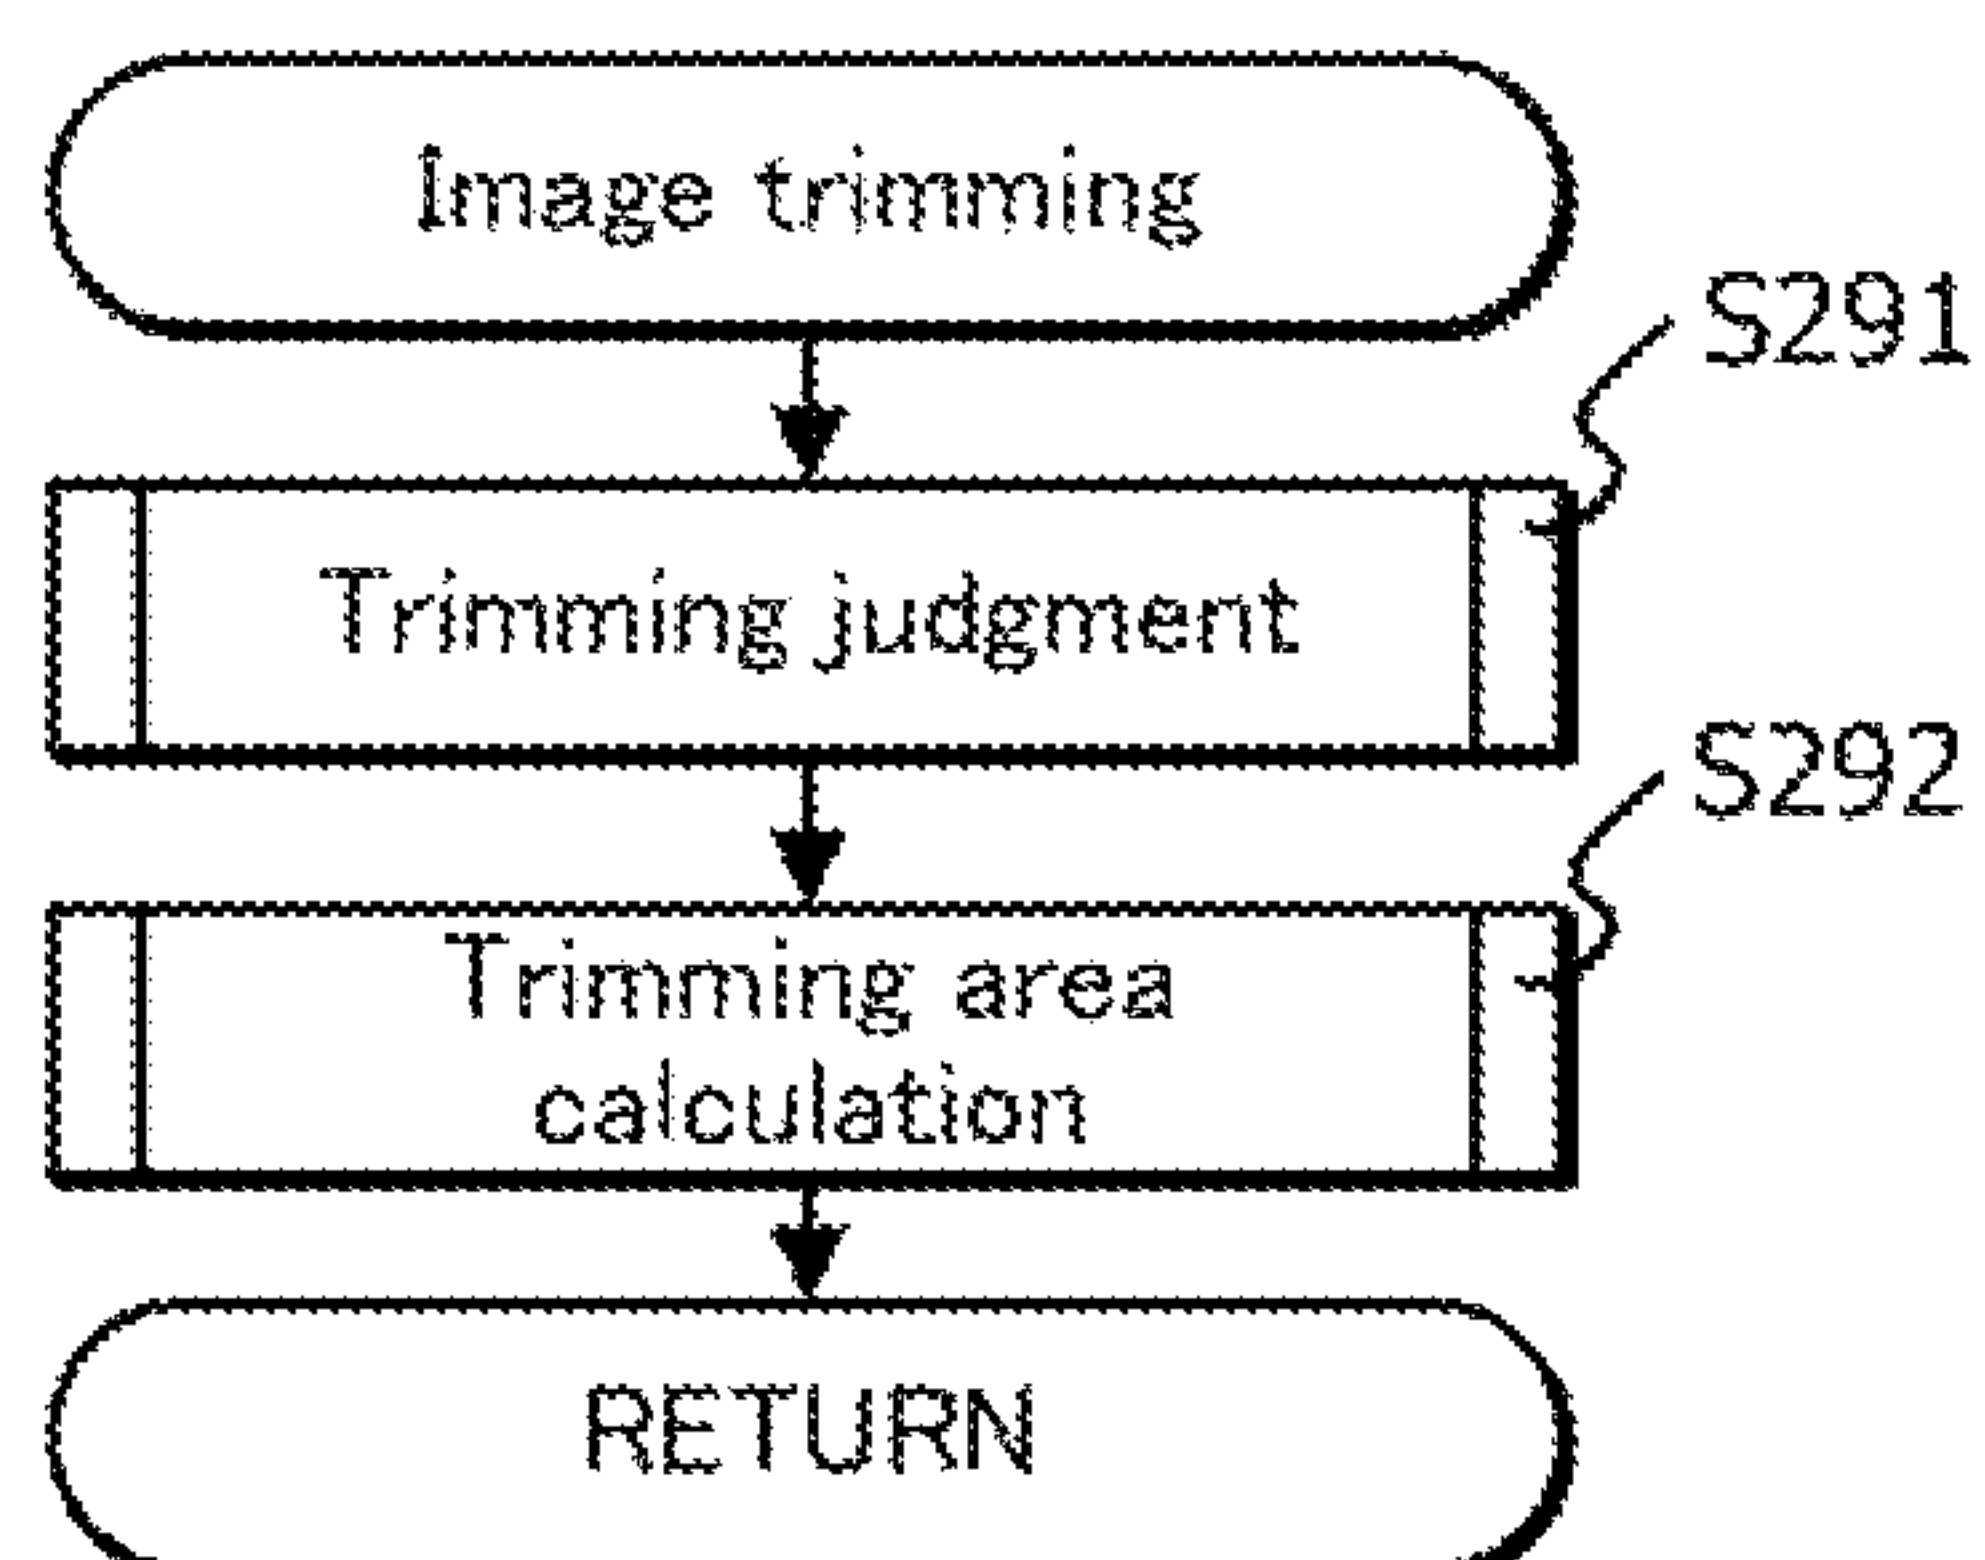 Image trimming
S291
Trimming judgment
S292
Trimming area
calculation
RETURN